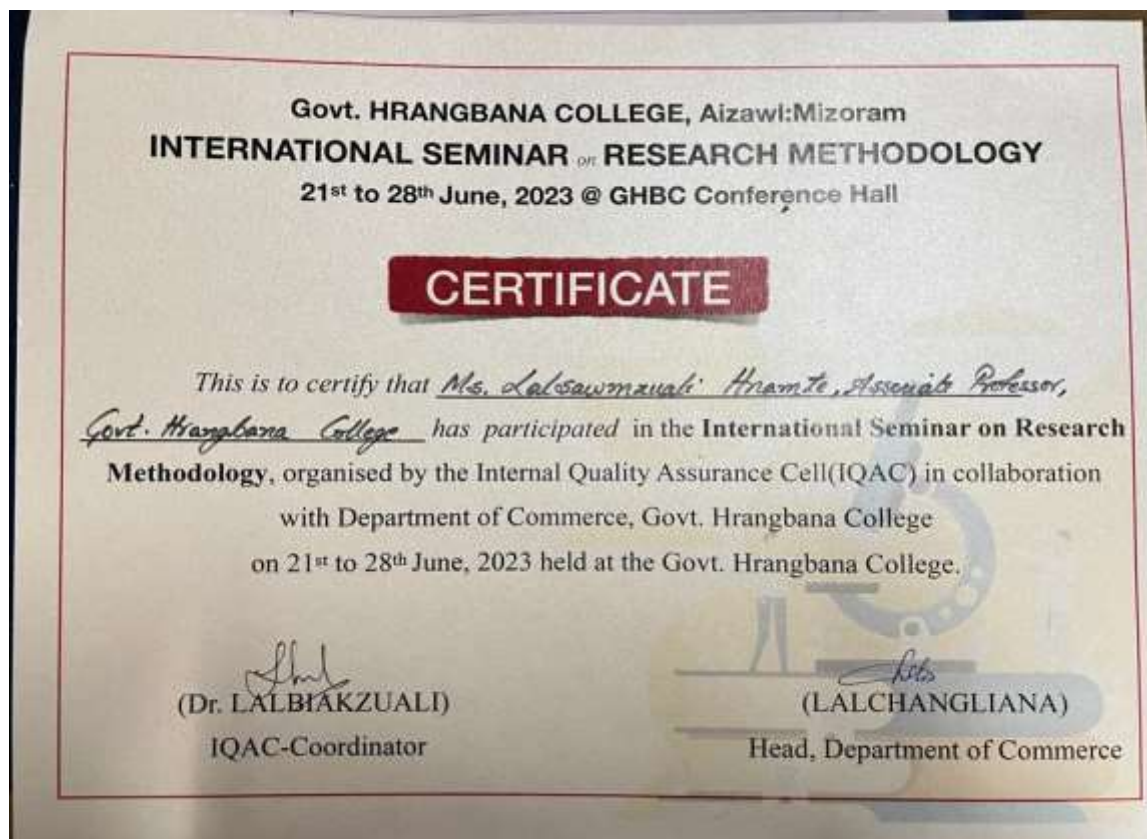 Govt. HRANGBANA COLLEGE, Aizawl:Mizoram
INTERNATIONAL SEMINAR on RESEARCH METHODOLOGY
21st to 28th June, 2023 @ GHBC Conference Hall
CERTIFICATE
This is to certify that Ms. Lalsawmzuali Hnamte, Associate Professor,
Govt. Hrangbana College has participated in the International Seminar on Research
Methodology, organised by the Internal Quality Assurance Cell(IQAC) in collaboration
with Department of Commerce, Govt. Hrangbana College
on 21st to 28th June, 2023 held at the Govt. Hrangbana College.
(Dr. LALBIAKZUALI)
IQAC-Coordinator
(LALCHANGLIANA)
Head, Department of Commerce